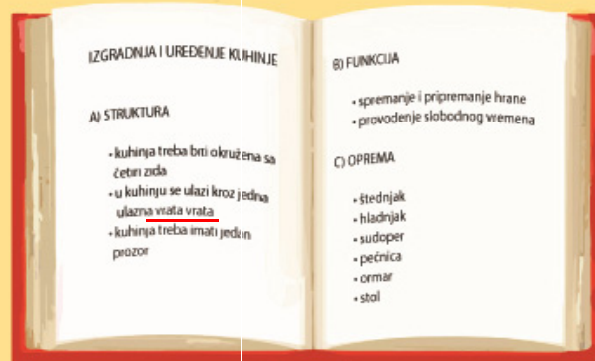 IZGRADNJA I UREĐENJE KUHINJE
A) STRUKTURA
• kuhinja treba biti okružena sa
četiri zida
• u kuhinju se ulazi kroz jedna
ulazna vrata vrata
• kuhinja treba imati jedan
prozor
B) FUNKCIJA
• spremanje i pripremanje hrane
• provođenje slobodnog vremena
C) OPREMA
• štednjak
• hladnjak
• sudoper
• pećnica
• ormar
• stol